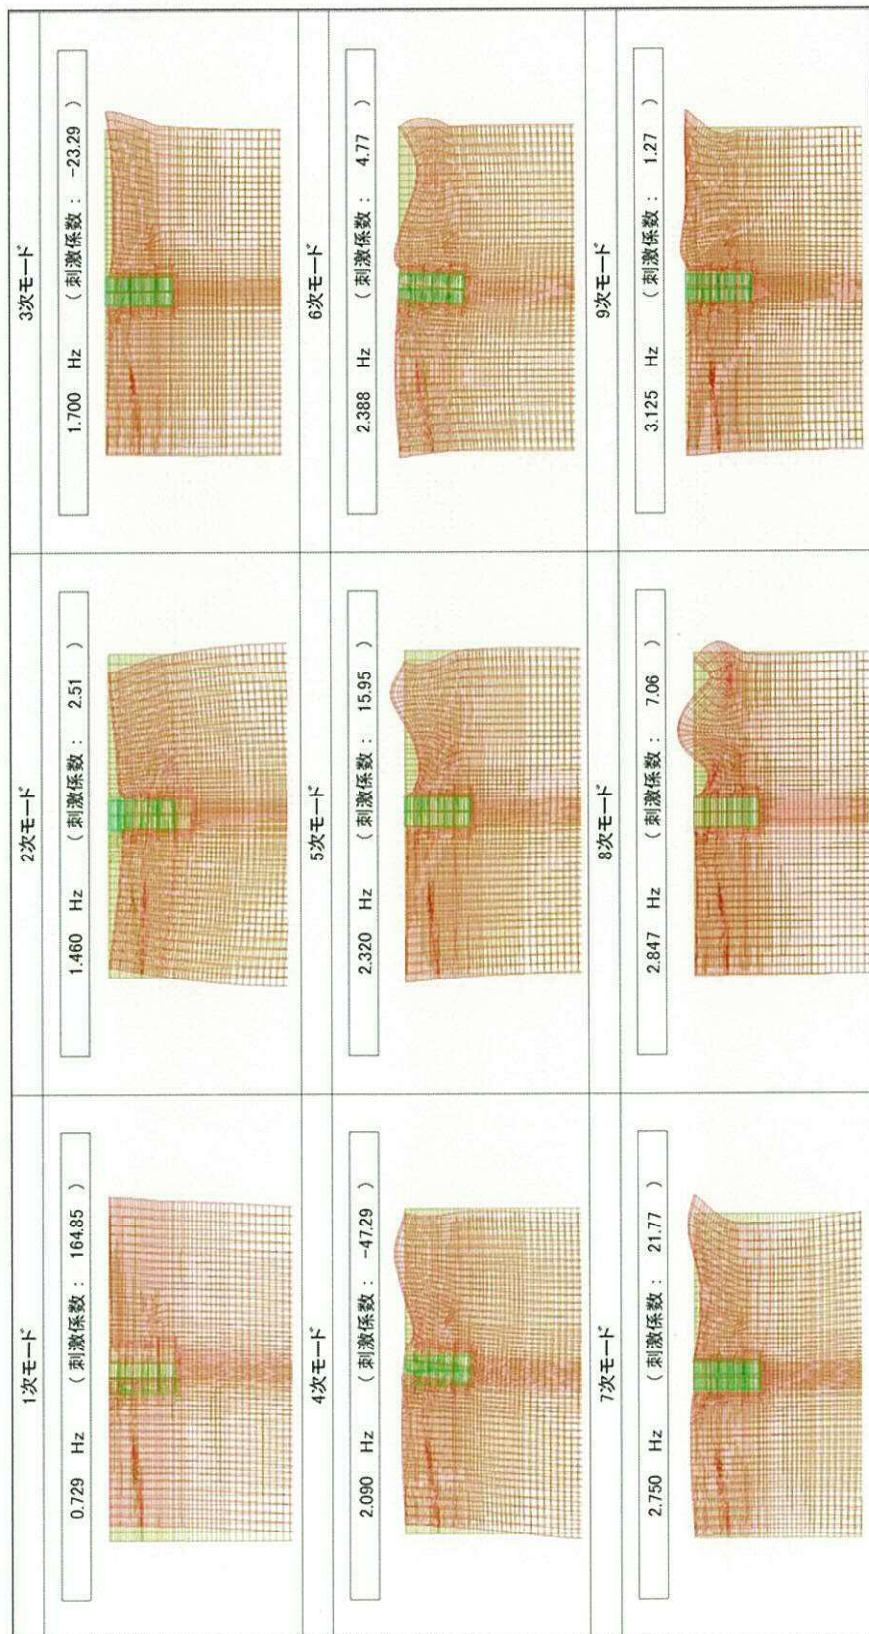 1次モード
0.729 Hz （刺激係数： 164.85 ）
2次モード
1.460 Hz （刺激係数： 2.51 ）
3次モード
1.700 Hz （刺激係数： -23.29 ）
4次モード
2.090 Hz （刺激係数： -47.29 ）
5次モード
2.320 Hz （刺激係数： 15.95 ）
6次モード
2.388 Hz （刺激係数： 4.77 ）
7次モード
2.750 Hz （刺激係数： 21.77 ）
8次モード
2.847 Hz （刺激係数： 7.06 ）
9次モード
3.125 Hz （刺激係数： 1.27 ）